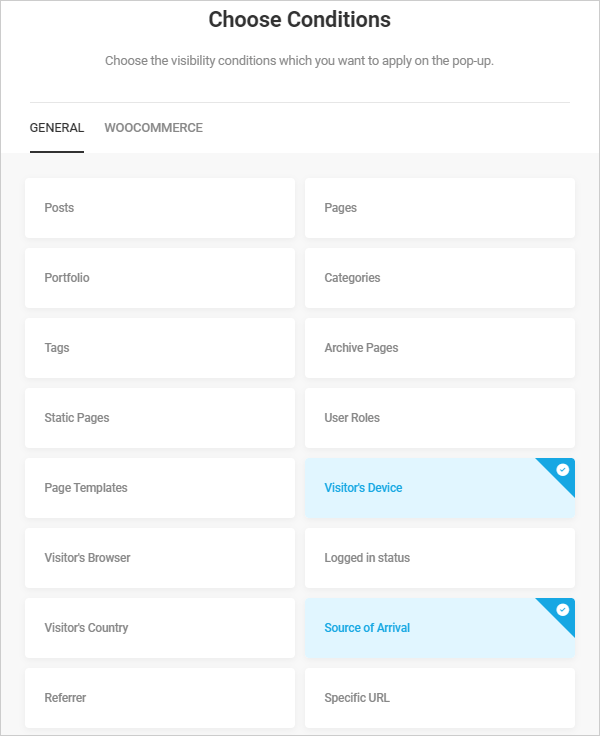 Choose Conditions
Choose the visibility conditions which you want to apply on the pop-up.
GENERAL WOOCOMMERCE
Posts Pages
Portfolio Categories
Tags Archive Pages
Static Pages User Roles
Page Templates Visitor's Device
Visitor's Browser Logged in status
Visitor's Country Source of Arrival
Referrer Specific URL